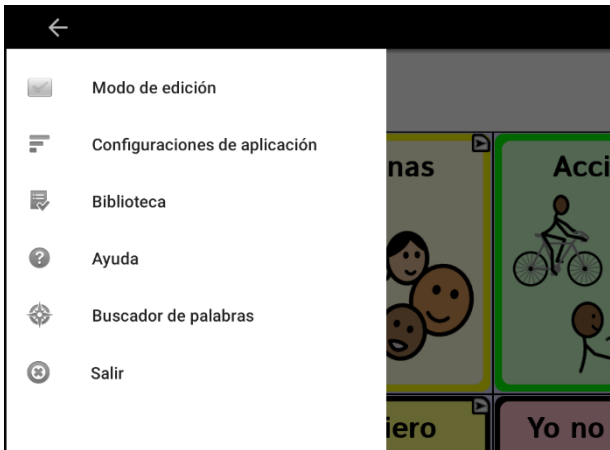 Modo de edición
Configuraciones de aplicación
Biblioteca
Ayuda
Buscador de palabras
Salir
nas
Acci
iero
Yo no